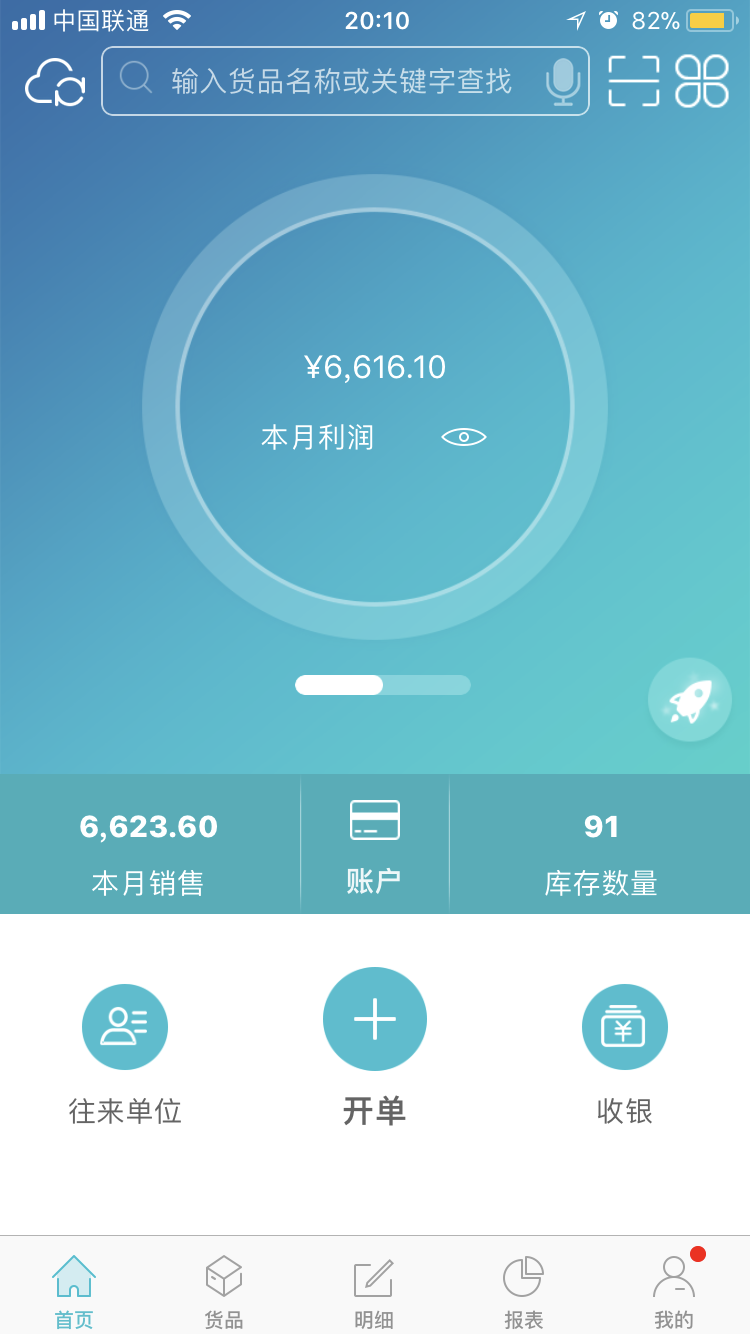 中国联通 20:10 82%
输入货品名称或关键字查找
¥6,616.10
本月利润
6,623.60 91
本月销售 账户 库存数量
往来单位 开单 收银
首页 货品 明细 报表 我的